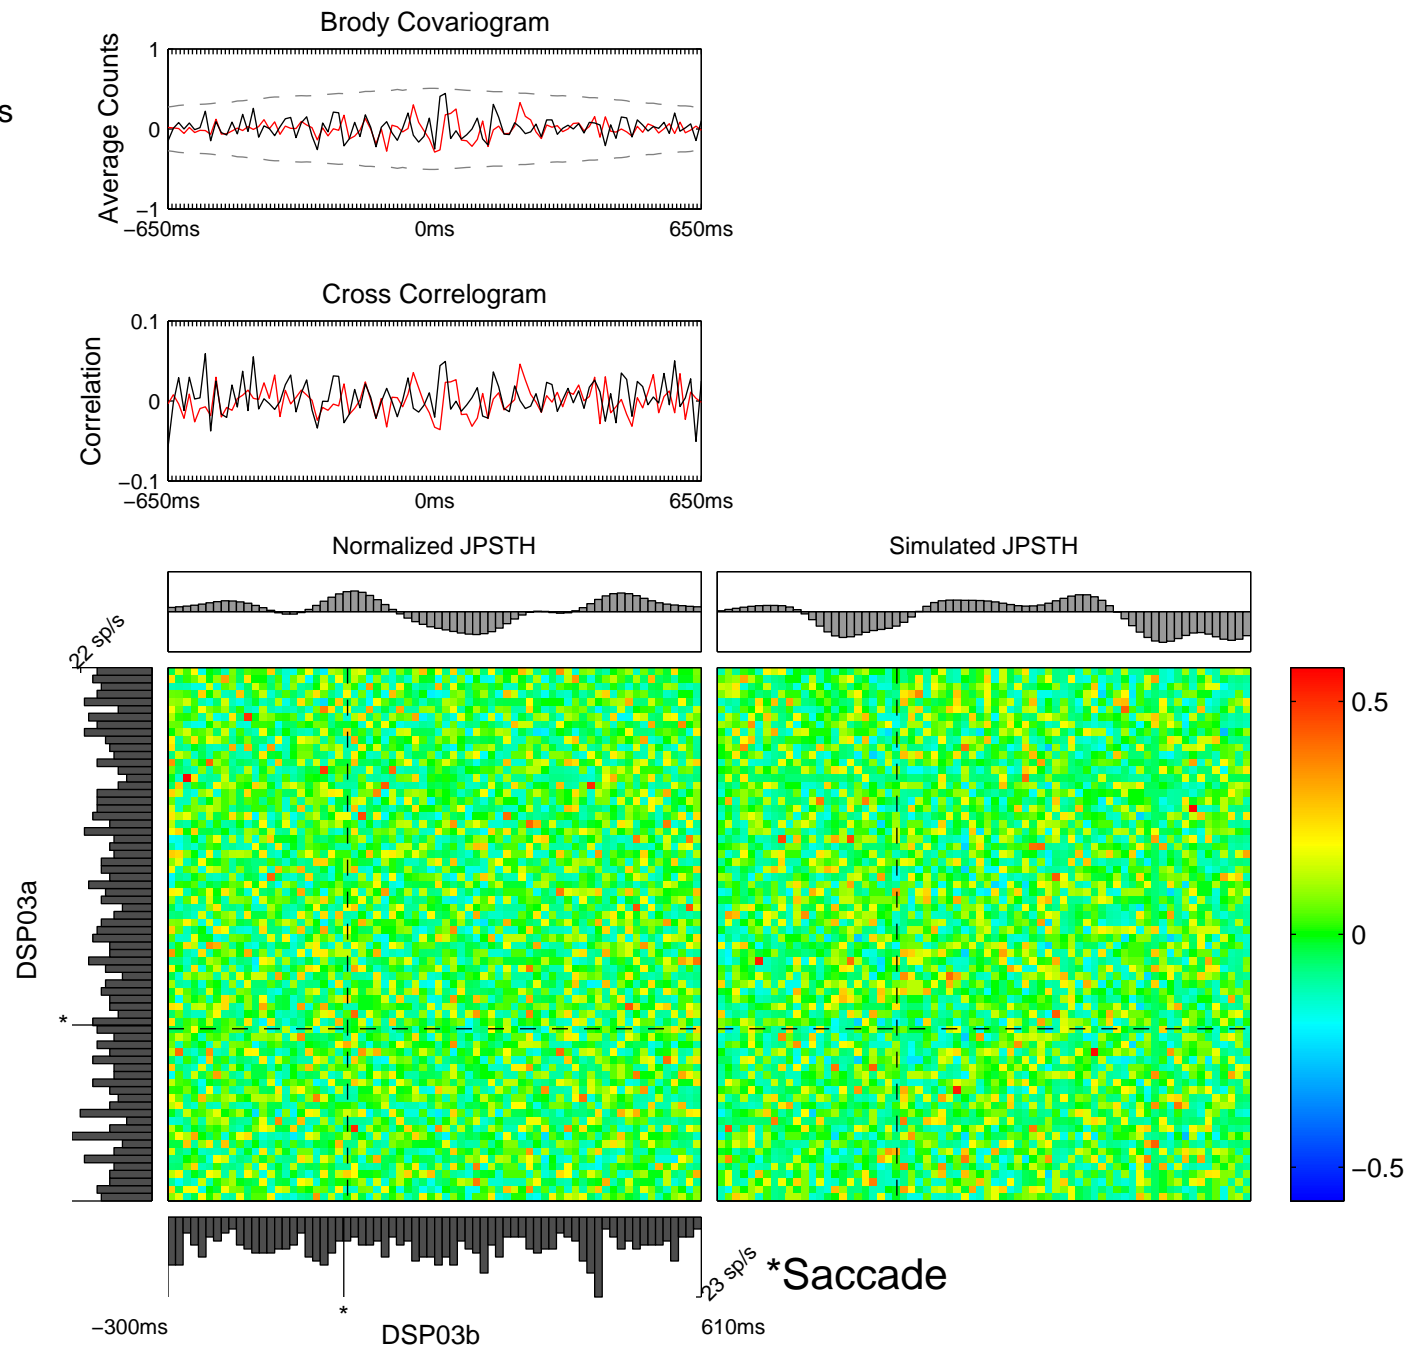 Brody Covariogram
s
Average Counts
1
0
−1
−650ms
0ms
650ms
Cross Correlogram
Correlation
0.1
0
−0.1
−650ms
0ms
650ms
Normalized JPSTH
Simulated JPSTH
22 sp/s
DSP03a
*
0.5
0
−0.5
23 sp/s
*Saccade
*
−300ms
DSP03b
610ms